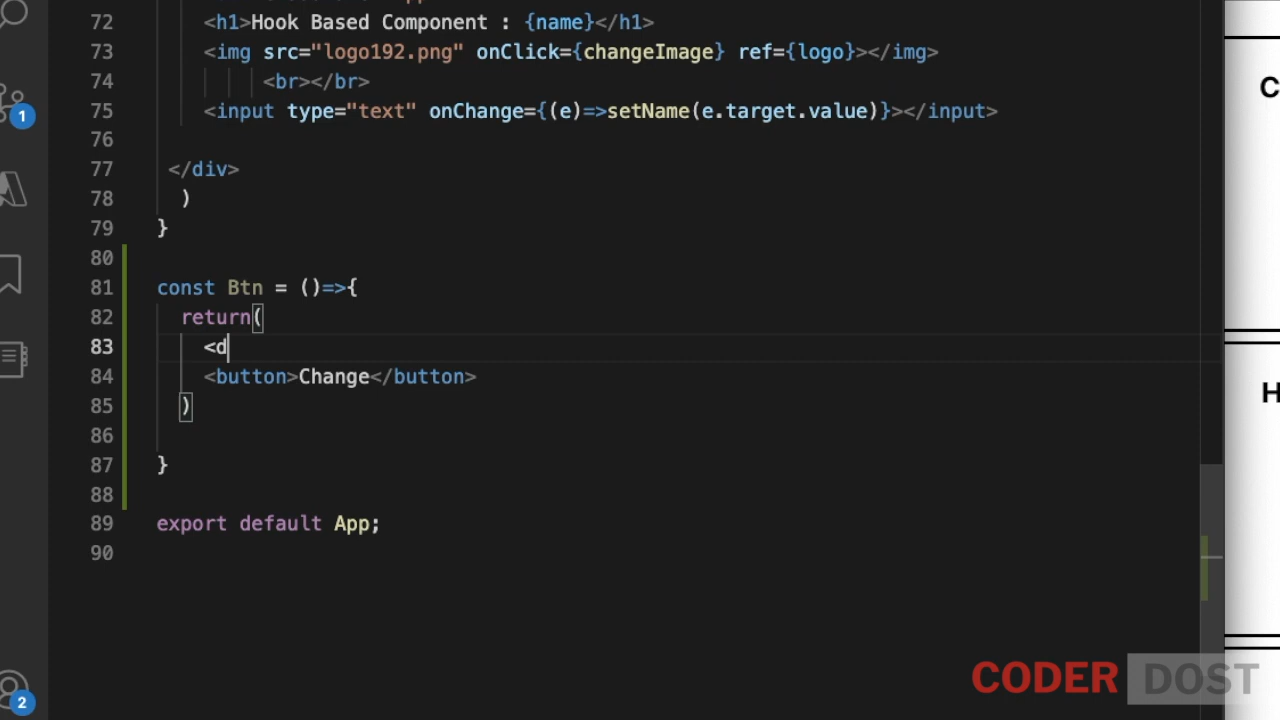 72 <h1>Hook Based Component : {name}</h1>
73 <img src="logo192.png" onClick={changeImage} ref={logo}></img>
74 <br></br>
75 <input type="text" onChange={(e)=>setName(e.target.value)}></input>
76
77 </div>
78 )
79 }
80
81 const Btn = ()=>{
82 return(
83 <d
84 <button>Change</button>
85 )
86
87 }
88
89 export default App;
90
1
2
C
H
CODER DOST